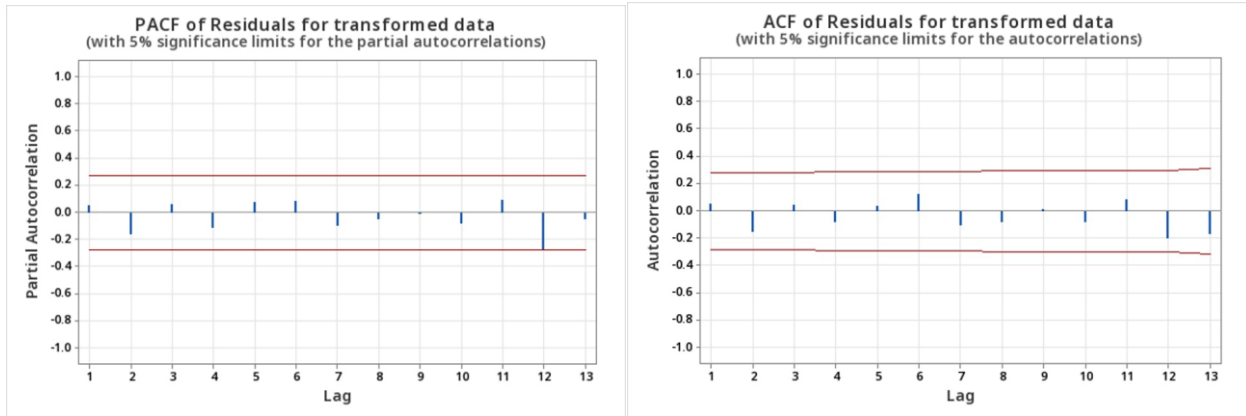 PACF of Residuals for transformed data
(with 5% significance limits for the partial autocorrelations)
Partial Autocorrelation
1.0
0.8
0.6
0.4
0.2
0.0
-0.2
-0.4
-0.6
-0.8
-1.0
1 2 3 4 5 6 7 8 9 10 11 12 13
Lag
ACF of Residuals for transformed data
(with 5% significance limits for the autocorrelations)
Autocorrelation
1.0
0.8
0.6
0.4
0.2
0.0
-0.2
-0.4
-0.6
-0.8
-1.0
1 2 3 4 5 6 7 8 9 10 11 12 13
Lag